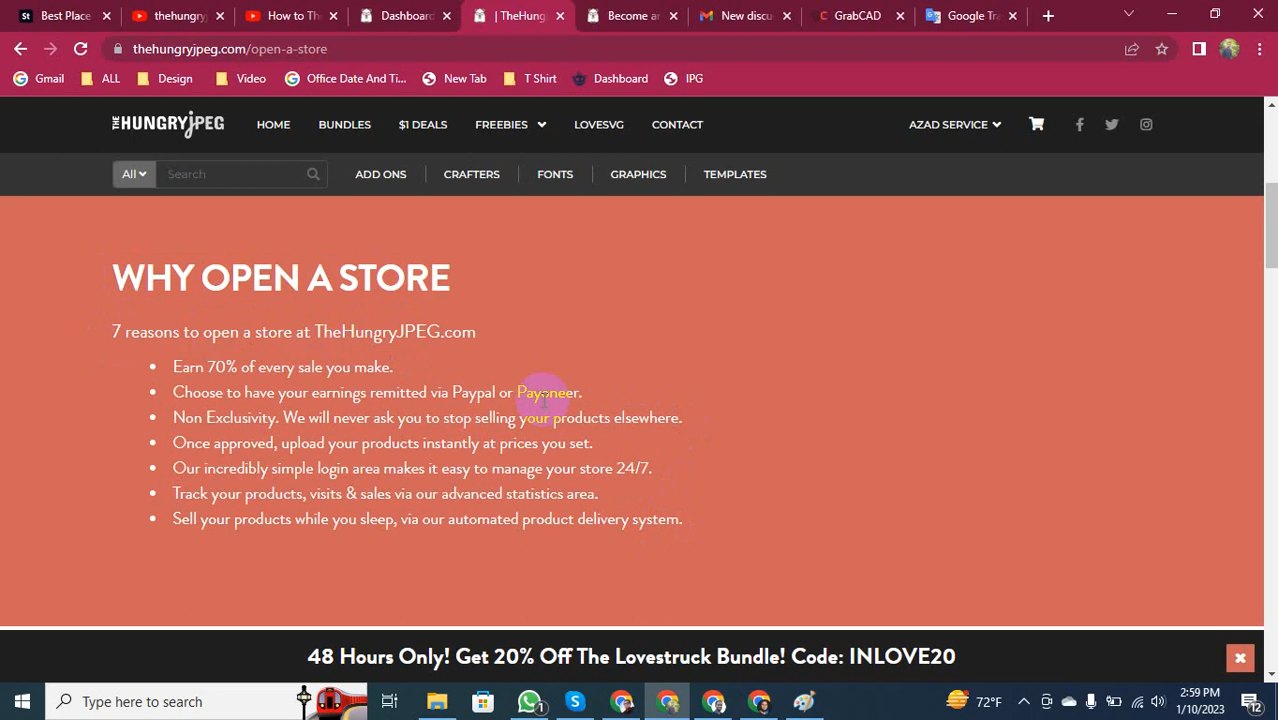 Best Place
thehungry
How to The
Dashboard
| TheHung
Become a
New discu
GrabCAD
Google Tra
thehungryjpeg.com/open-a-store
Gmail
ALL
Design
Video
Office Date And Ti...
New Tab
T Shirt
Dashboard
IPG
THE HUNGRY JPEG
HOME
BUNDLES
$1 DEALS
FREEBIES
LOVESVG
CONTACT
AZAD SERVICE
All
Search
ADD ONS
CRAFTERS
FONTS
GRAPHICS
TEMPLATES
WHY OPEN A STORE
7 reasons to open a store at TheHungryJPEG.com
• Earn 70% of every sale you make.
• Choose to have your earnings remitted via Paypal or Payoneer.
• Non Exclusivity. We will never ask you to stop selling your products elsewhere.
• Once approved, upload your products instantly at prices you set.
• Our incredibly simple login area makes it easy to manage your store 24/7.
• Track your products, visits & sales via our advanced statistics area.
• Sell your products while you sleep, via our automated product delivery system.
48 Hours Only! Get 20% Off The Lovestruck Bundle! Code: INLOVE20
Type here to search
72°F
2:59 PM
1/10/2023
12